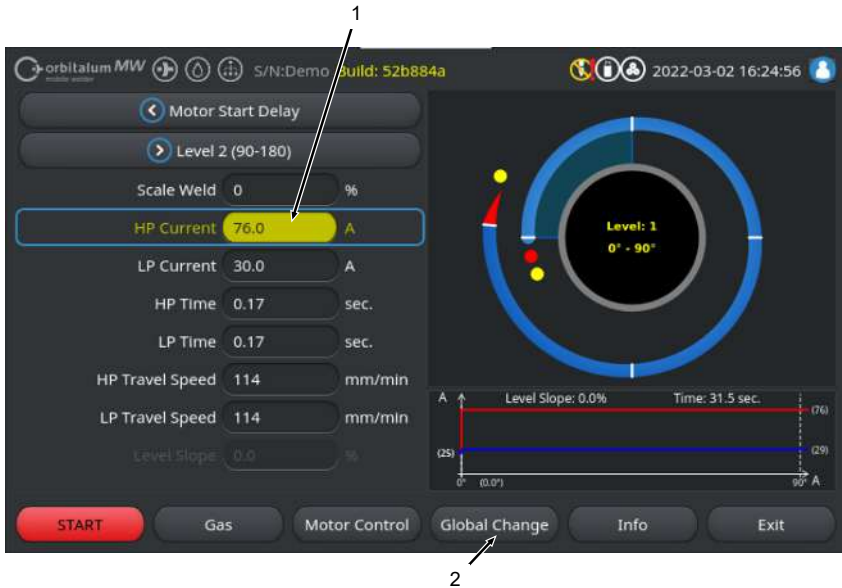 1
orbitalum MW S/N:Demo Build: 52b884a 2022-03-02 16:24:56
mobile welder
Motor Start Delay
Level 2 (90-180)
Scale Weld 0 %
HP Current 76.0 A
LP Current 30.0 A
HP Time 0.17 sec.
LP Time 0.17 sec.
HP Travel Speed 114 mm/min
LP Travel Speed 114 mm/min
Level Slope 0.0 %
Level: 1
0° - 90°
A Level Slope: 0.0% Time: 31.5 sec.
(76)
(25) (29)
0° (0.0°) 90° A
START Gas Motor Control Global Change Info Exit
2